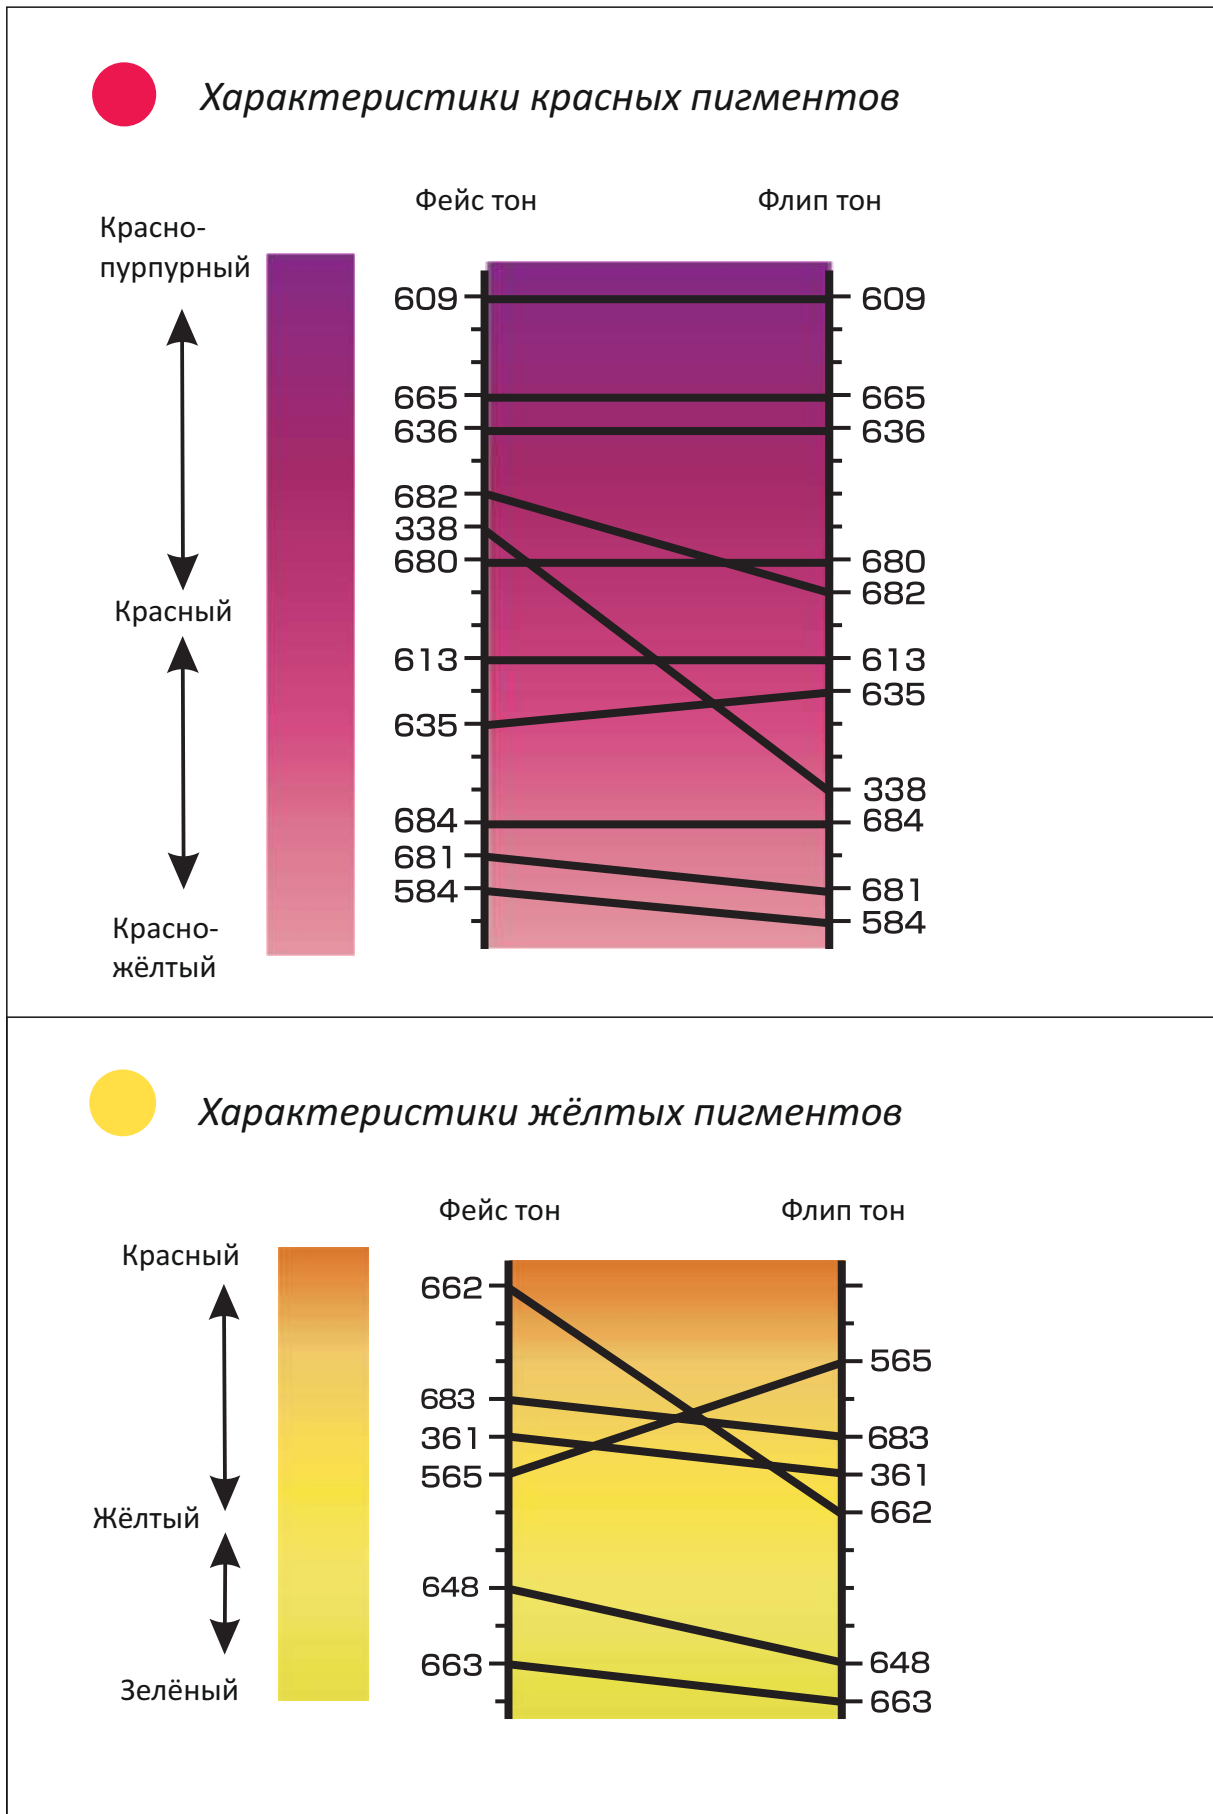 Характеристики красных пигментов
Фейс тон
Флип тон
Красно-
пурпурный
Красный
Красно-
жёлтый
609
665
636
682
338
680
613
635
684
681
584
609
665
636
680
682
613
635
338
684
681
584
Характеристики жёлтых пигментов
Фейс тон
Флип тон
Красный
Жёлтый
Зелёный
662
683
361
565
648
663
565
683
361
662
648
663